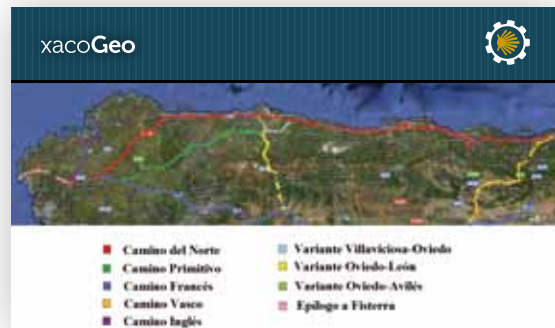 xacoGeo
Camino del Norte
Camino Primitivo
Camino Francés
Camino Vasco
Camino Inglés
Variante Villaviciosa-Oviedo
Variante Oviedo-León
Variante Oviedo-Avilés
Epílogo a Fisterra